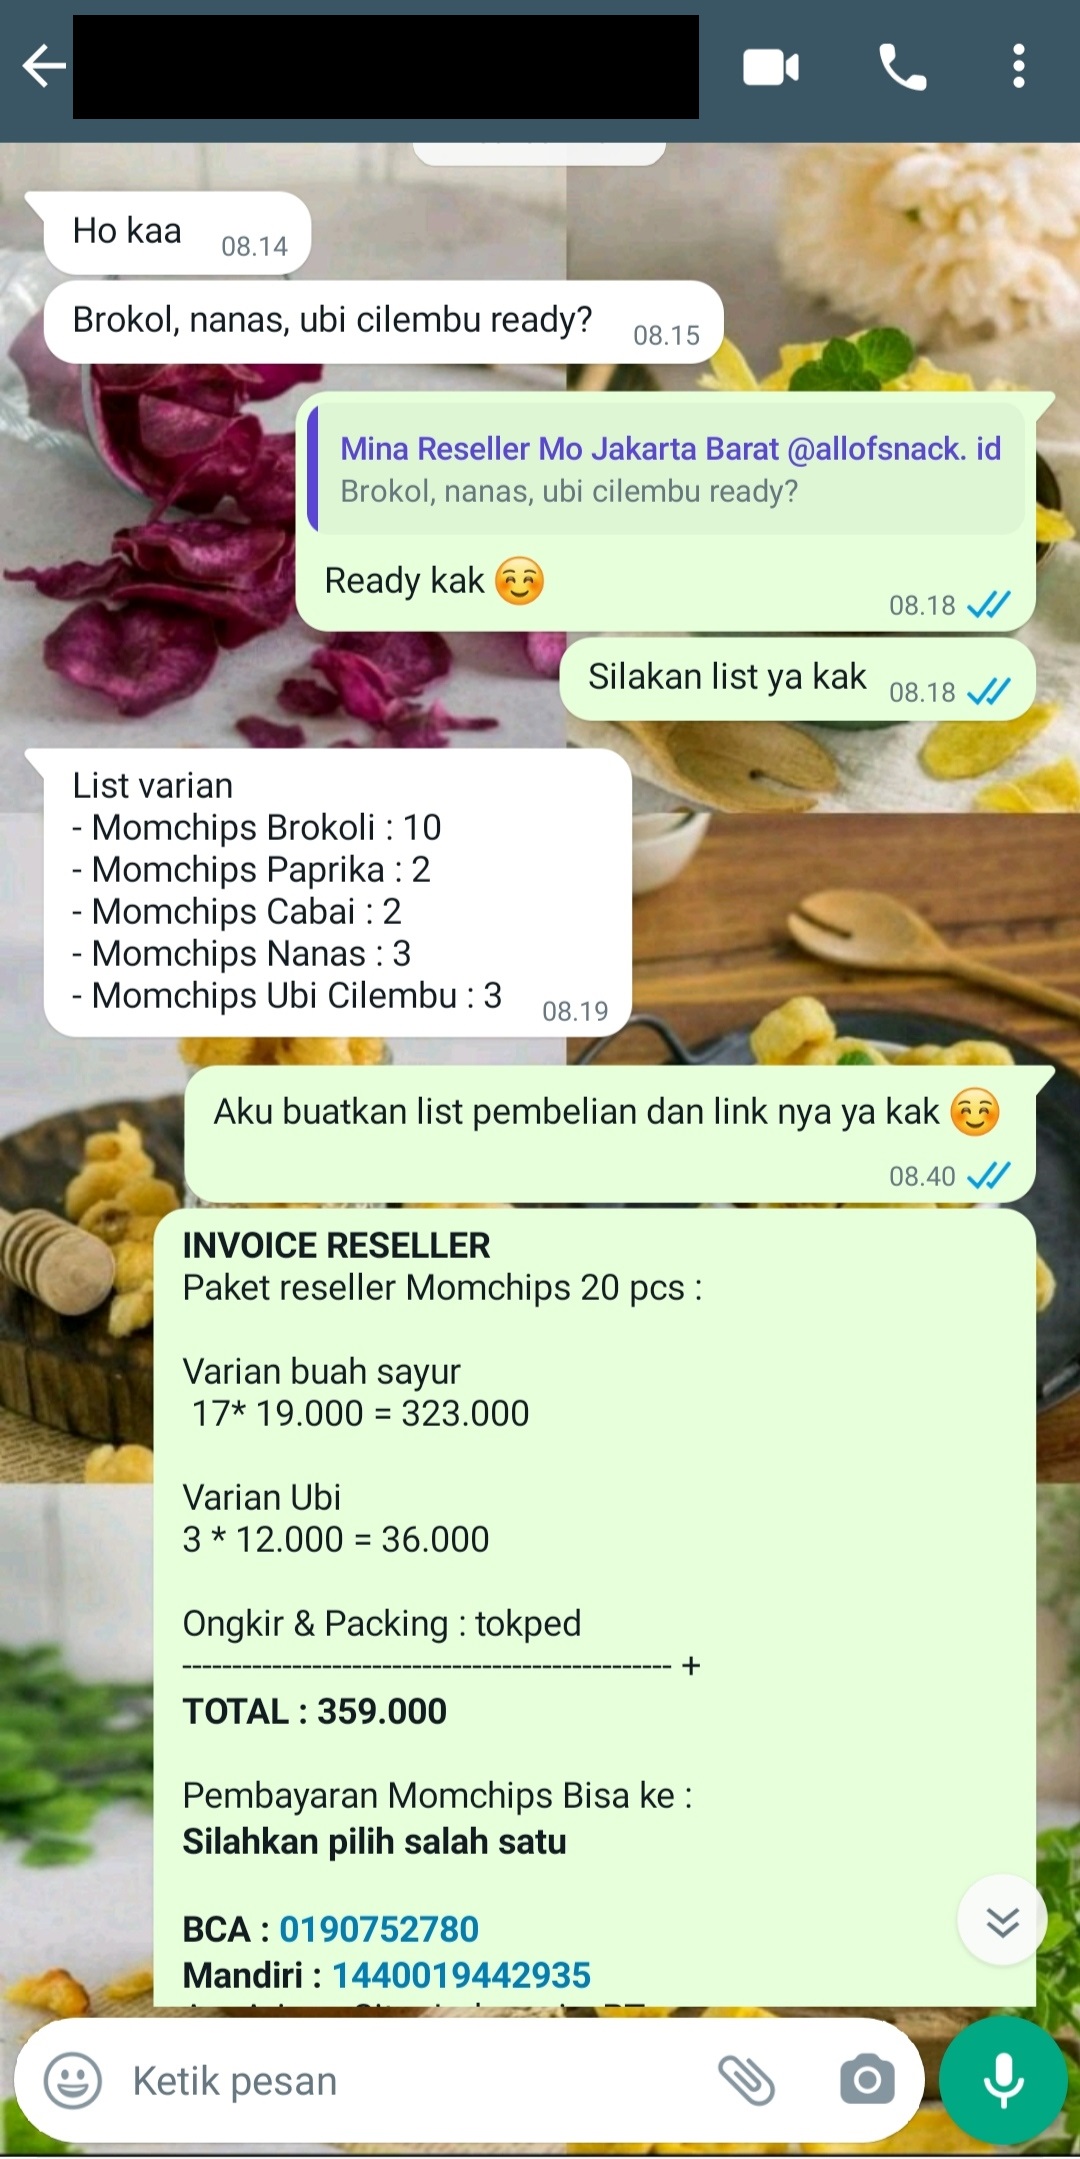 Ho kaa 08.14
Brokol, nanas, ubi cilembu ready? 08.15
Mina Reseller Mo Jakarta Barat @allofsnack. id
Brokol, nanas, ubi cilembu ready?
Ready kak
08.18
Silakan list ya kak 08.18
List varian
- Momchips Brokoli : 10
- Momchips Paprika : 2
- Momchips Cabai : 2
- Momchips Nanas : 3
- Momchips Ubi Cilembu : 3 08.19
Aku buatkan list pembelian dan link nya ya kak
08.40
INVOICE RESELLER
Paket reseller Momchips 20 pcs :
Varian buah sayur
17* 19.000 = 323.000
Varian Ubi
3 * 12.000 = 36.000
Ongkir & Packing : tokped
------------------------------------------------- +
TOTAL : 359.000
Pembayaran Momchips Bisa ke :
Silahkan pilih salah satu
BCA : 0190752780
Mandiri : 1440019442935
Ketik pesan